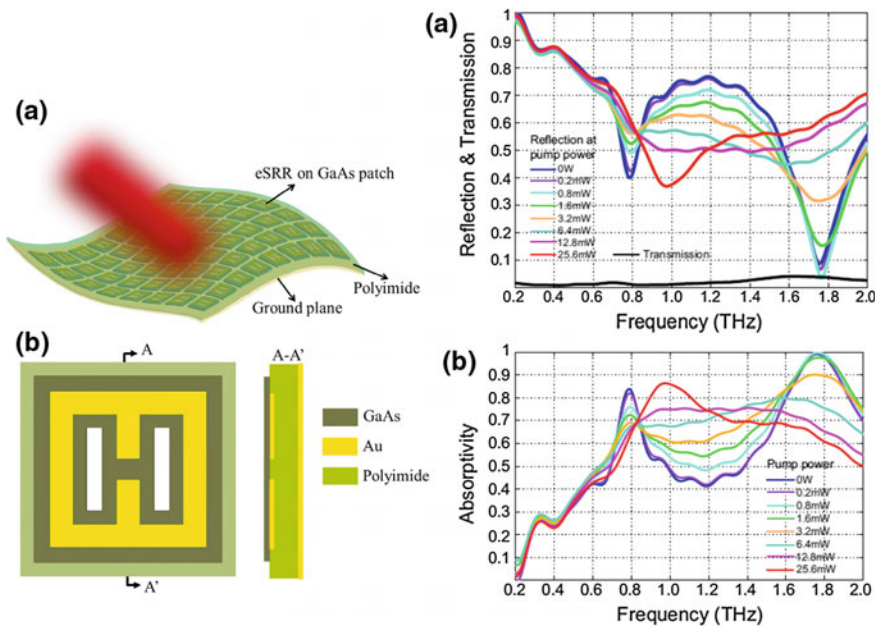 (a)
eSRR on GaAs patch
Polyimide
Ground plane
(b)
A
A-A’
A’
GaAs
Au
Polyimide
(a)
Reflection & Transmission
1
0.9
0.8
0.7
0.6
0.5
0.4
0.3
0.2
0.1
Reflection at
pump power
0W
0.2mW
0.8mW
1.6mW
3.2mW
6.4mW
12.8mW
25.6mW
Transmission
0.2 0.4 0.6 0.8 1.0 1.2 1.4 1.6 1.8 2.0
Frequency (THz)
(b)
Absorptivity
1
0.9
0.8
0.7
0.6
0.5
0.4
0.3
0.2
0.1
0
Pump power
0W
0.2mW
0.8mW
1.6mW
3.2mW
6.4mW
12.8mW
25.6mW
0.2 0.4 0.6 0.8 1.0 1.2 1.4 1.6 1.8 2.0
Frequency (THz)